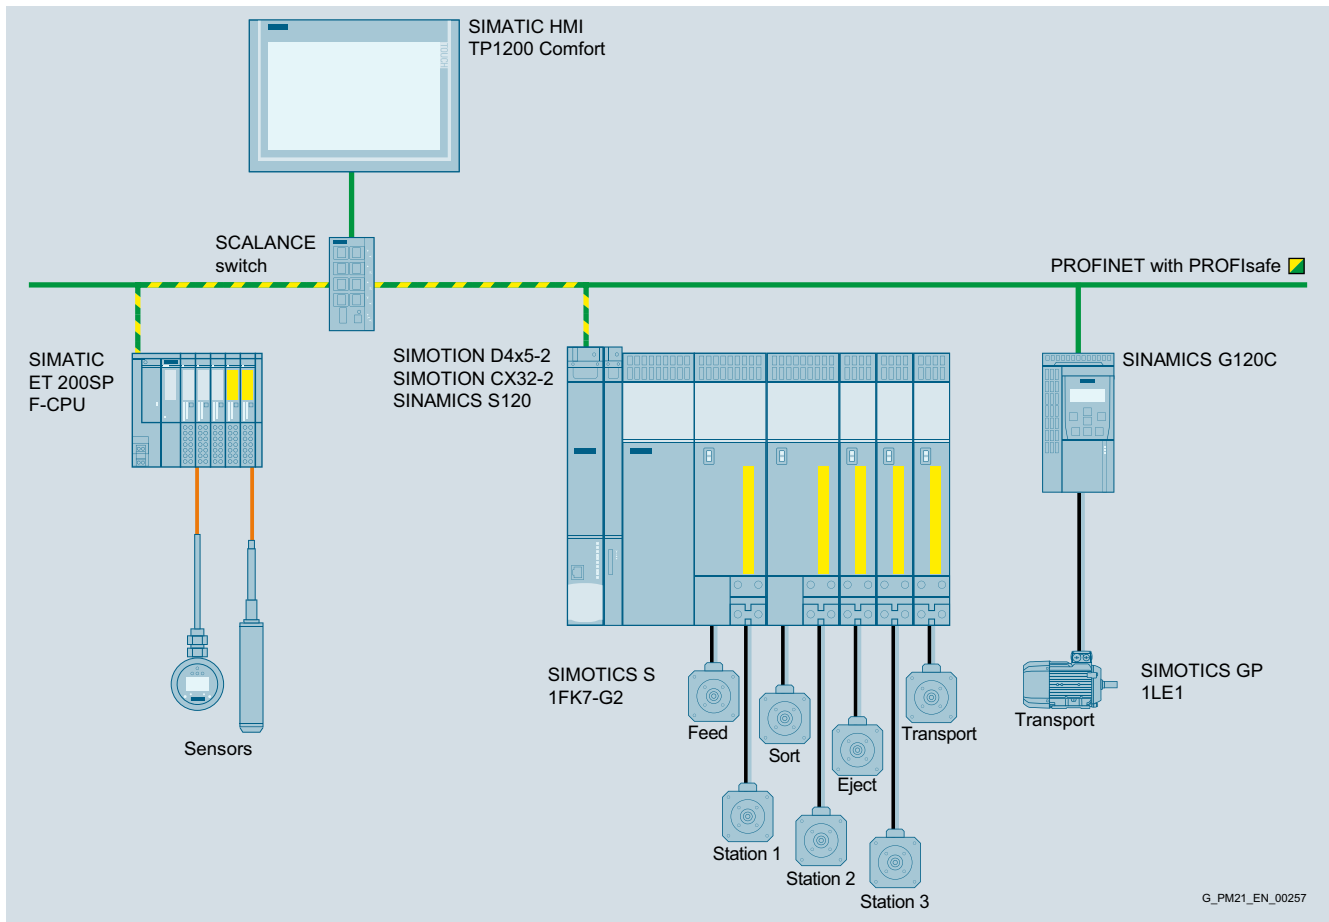 SIMATIC HMI
TP1200 Comfort
TOUCH
SCALANCE
switch
PROFINET with PROFIsafe
SIMATIC
ET 200SP
F-CPU
SIMOTION D4x5-2
SIMOTION CX32-2
SINAMICS S120
SINAMICS G120C
SIMOTICS S
1FK7-G2
SIMOTICS GP
1LE1
Feed
Transport
Transport
Sort
Sensors
Eject
Station 1
Station 2
Station 3
G_PM21_EN_00257